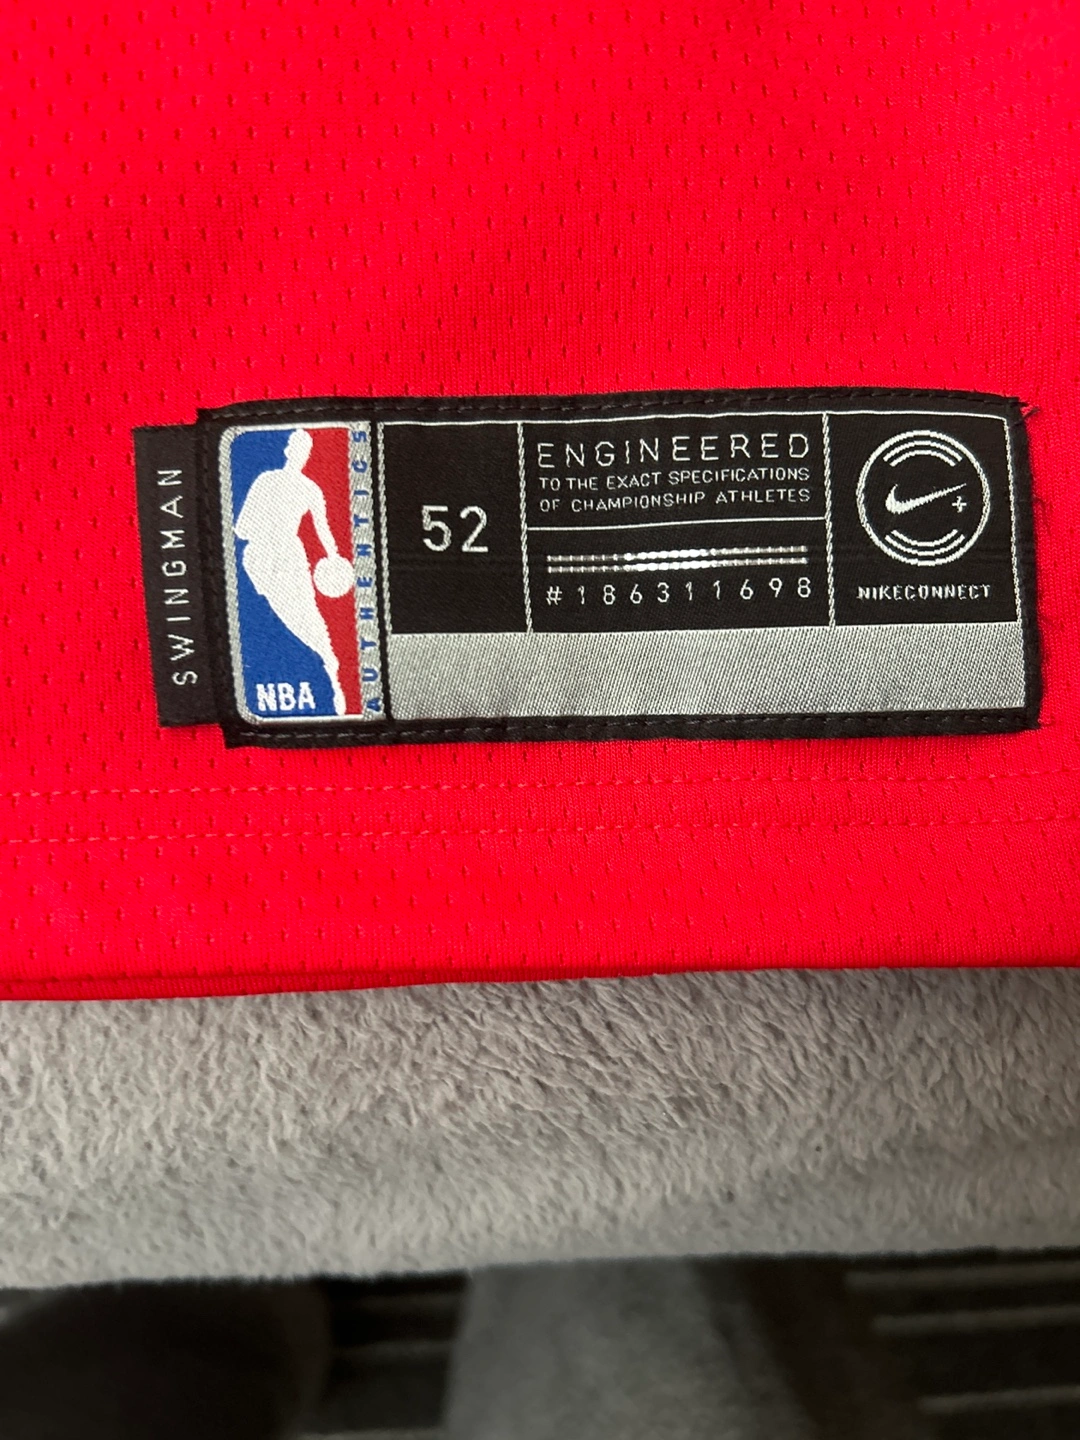 SWINGMAN
NBA
AUTHENTICS
52
ENGINEERED
TO THE EXACT SPECIFICATIONS
OF CHAMPIONSHIP ATHLETES
#186311698
NIKECONNECT